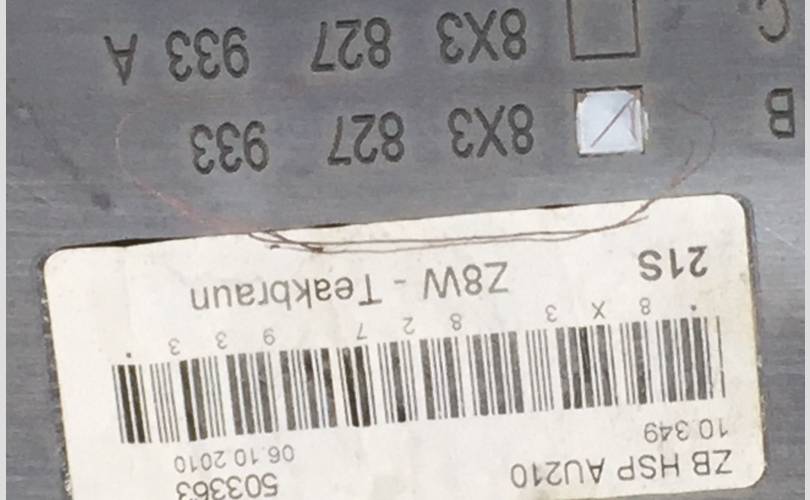 ZB HSP AU210 503363
10.349 06.10 2010
* 8 X 3 8 2 7 9 3 3 *
21S Z8W - Teakbraun
B 8X3 827 933
C 8X3 827 933 A